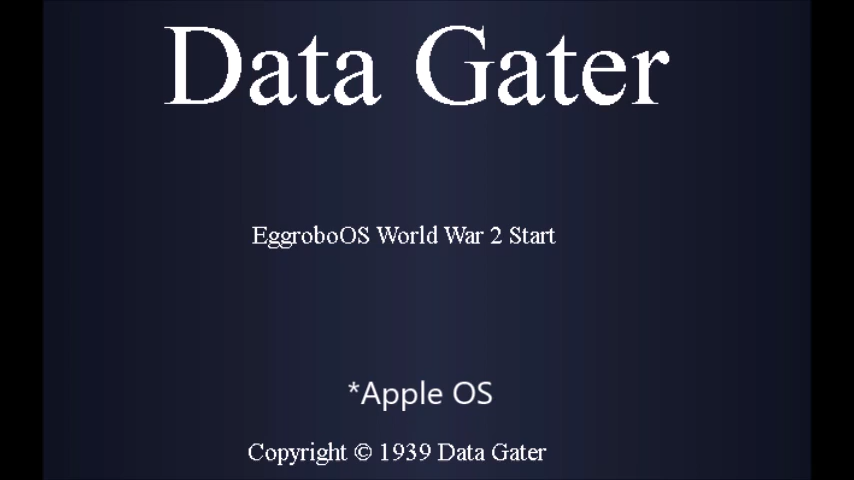 Data Gater
EggroboOS World War 2 Start
*Apple OS
Copyright © 1939 Data Gater